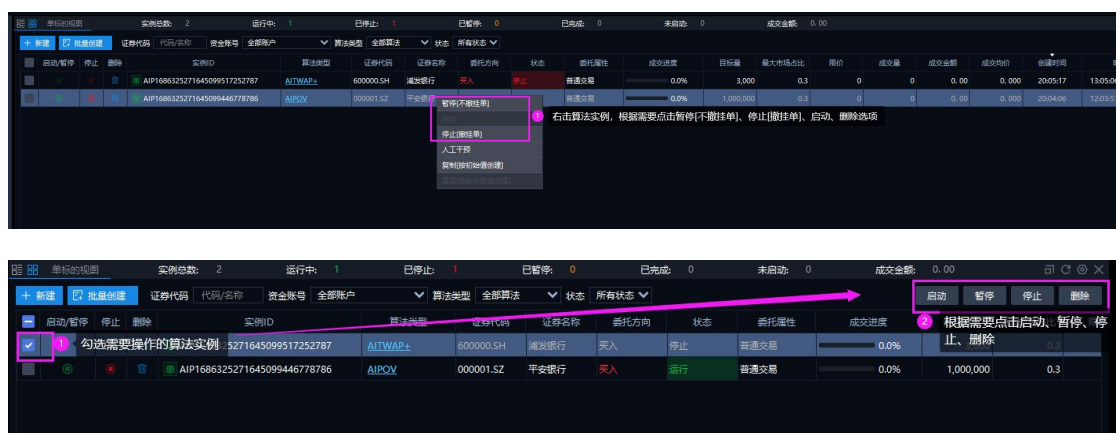 单标的视图 实例总数: 2 运行中: 1 已停止: 1 已暂停: 0 已完成: 0 未启动: 0 成交金额: 0.00
+ 新建 批量创建 证券代码 代码/名称 资金账号 全部账户 算法类型 全部算法 状态 所有状态
启动/暂停 停止 删除 实例ID 算法类型 证券代码 证券名称 委托方向 状态 委托属性 成交进度 目标量 最大市场占比 限价 成交量 成交金额 成交均价 创建时间
单 AIP1686325271645099517252787 AITWAP+ 600000.SH 浦发银行 买入 停止 普通交易 0.0% 3,000 0.3 0 0 0.00 0.000 20:05:17 13:05:0
单 AIP1686325271645099446778786 AIPOV 000001.SZ 平安银行 普通交易 0.0% 1,000,000 0.3 0 0 0.00 0.000 20:04:06 12:03:5
暂停[不撤挂单]
1 右击算法实例，根据需要点击暂停[不撤挂单]、停止[撤挂单]、启动、删除选项
停止[撤挂单]
人工干预
复制[按初始值创建]
单标的视图 实例总数: 2 运行中: 1 已停止: 1 已暂停: 0 已完成: 0 未启动: 0 成交金额: 0.00
+ 新建 批量创建 证券代码 代码/名称 资金账号 全部账户 算法类型 全部算法 状态 所有状态 启动 暂停 停止 删除
启动/暂停 停止 删除 实例ID 算法类型 证券代码 证券名称 委托方向 状态 委托属性 成交进度
2 根据需要点击启动、暂停、停
止、删除
1 勾选需要操作的算法实例 5271645099517252787 AITWAP+ 600000.SH 浦发银行 买入 停止 普通交易 0.0% 0.3
单 AIP1686325271645099446778786 AIPOV 000001.SZ 平安银行 买入 运行 普通交易 0.0% 1,000,000 0.3